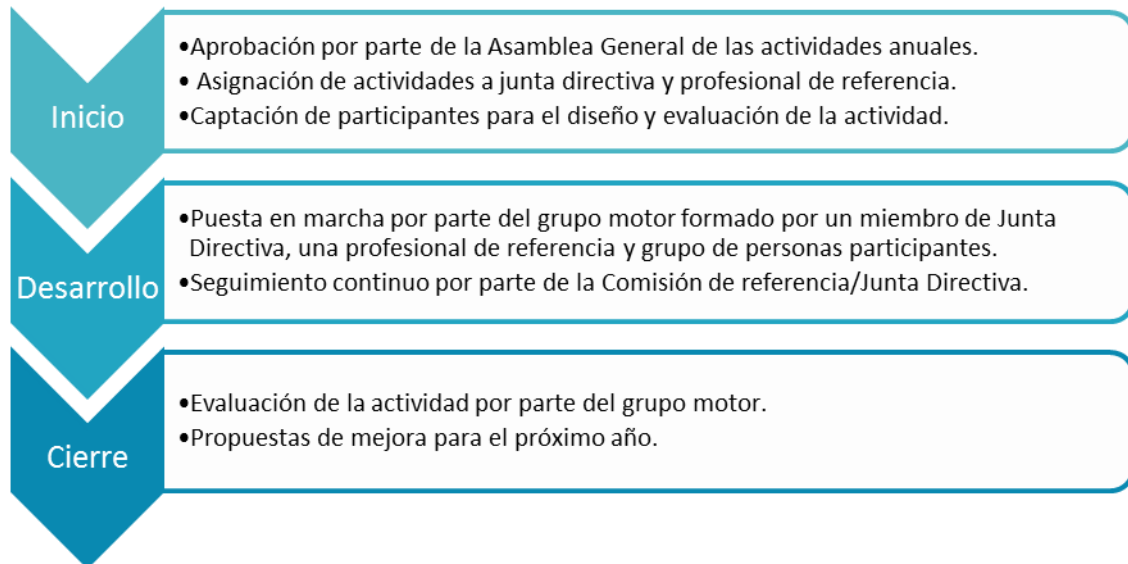 Inicio
•Aprobación por parte de la Asamblea General de las actividades anuales.
• Asignación de actividades a junta directiva y profesional de referencia.
•Captación de participantes para el diseño y evaluación de la actividad.
Desarrollo
•Puesta en marcha por parte del grupo motor formado por un miembro de Junta
Directiva, una profesional de referencia y grupo de personas participantes.
•Seguimiento continuo por parte de la Comisión de referencia/Junta Directiva.
Cierre
•Evaluación de la actividad por parte del grupo motor.
•Propuestas de mejora para el próximo año.